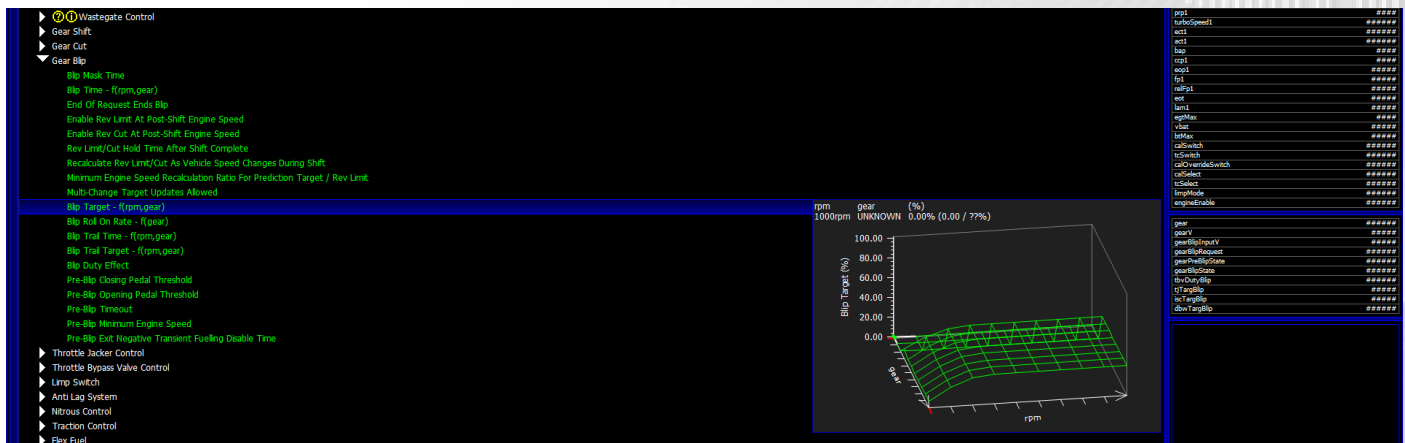 Wastegate Control
Gear Shift
Gear Cut
Gear Blip
Blip Mask Time
Blip Time - f(rpm,gear)
End Of Request Ends Blip
Enable Rev Limit At Post-Shift Engine Speed
Enable Rev Cut At Post-Shift Engine Speed
Rev Limit/Cut Hold Time After Shift Complete
Recalculate Rev Limit/Cut As Vehicle Speed Changes During Shift
Minimum Engine Speed Recalculation Ratio For Prediction Target / Rev Limit
Multi-Change Target Updates Allowed
Blip Target - f(rpm,gear)
Blip Roll On Rate - f(gear)
Blip Trail Time - f(rpm,gear)
Blip Trail Target - f(rpm,gear)
Blip Duty Effect
Pre-Blip Closing Pedal Threshold
Pre-Blip Opening Pedal Threshold
Pre-Blip Timeout
Pre-Blip Minimum Engine Speed
Pre-Blip Exit Negative Transient Fuelling Disable Time
Throttle Jacker Control
Throttle Bypass Valve Control
Limp Switch
Anti Lag System
Nitrous Control
Traction Control
Flex Fuel
rpm gear (%)
1000rpm UNKNOWN 0.00% (0.00 / ??%)
100.00
80.00
60.00
40.00
20.00
0.00
Blip Target (%)
gear
rpm
prp1 ####
turboSpeed1 ######
ect1 ######
act1 ######
bap ####
ccp1 ####
eop1 #####
fp1 #####
relFp1 #####
eot ######
lam1 #####
egtMax #####
vbat #####
btMax #####
calSwitch ######
tcSwitch ######
calOverrideSwitch ######
calSelect ######
tcSelect ######
limpMode ######
engineEnable ######
gear ######
gearV #####
gearBlipInputV #####
gearBlipRequest ######
gearPreBlipState ######
gearBlipState ######
tbvDutyBlip ######
tjTargBlip #####
iscTargBlip ######
dbwTargBlip ######